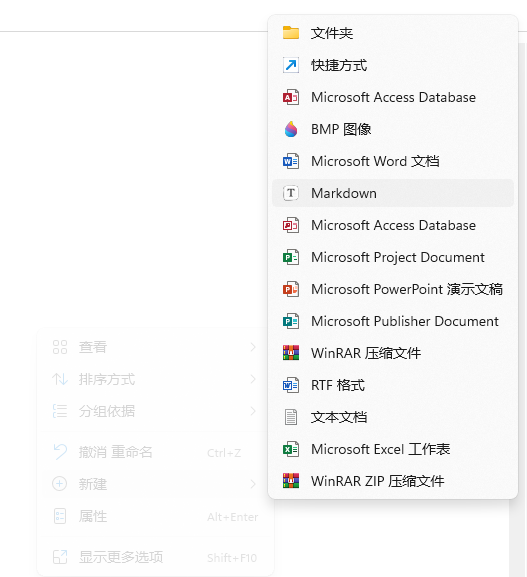 文件夹
快捷方式
Microsoft Access Database
BMP 图像
Microsoft Word 文档
Markdown
Microsoft Access Database
Microsoft Project Document
Microsoft PowerPoint 演示文稿
Microsoft Publisher Document
WinRAR 压缩文件
RTF 格式
文本文档
Microsoft Excel 工作表
WinRAR ZIP 压缩文件
查看
排序方式
分组依据
撤消 重命名 Ctrl+Z
新建
属性 Alt+Enter
显示更多选项 Shift+F10